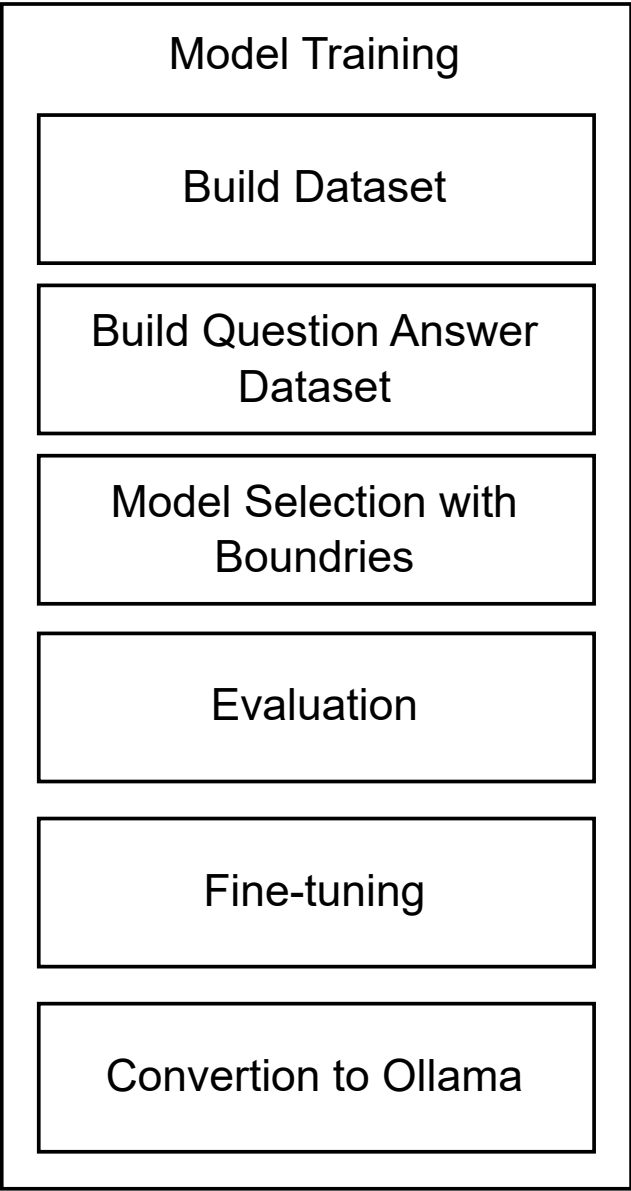 Model Training
Build Dataset
Build Question Answer
Dataset
Model Selection with
Boundries
Evaluation
Fine-tuning
Convertion to Ollama